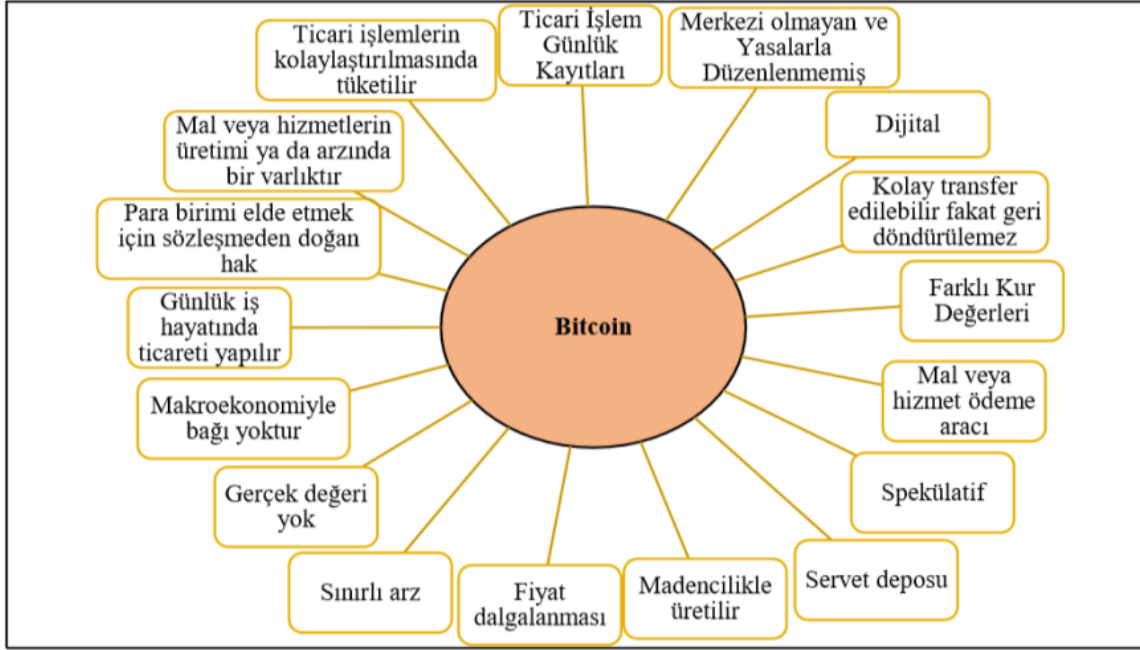 Ticari işlemlerin
kolaylaştırılmasında
tüketilir
Ticari İşlem
Günlük
Kayıtları
Merkezi olmayan ve
Yasalarla
Düzenlenmemiş
Dijital
Kolay transfer
edilebilir fakat geri
döndürülemez
Farklı Kur
Değerleri
Mal veya
hizmet ödeme
aracı
Spekülatif
Servet deposu
Madencilikle
üretilir
Fiyat
dalgalanması
Sınırlı arz
Gerçek değeri
yok
Makroekonomiyle
bağı yoktur
Günlük iş
hayatında
ticareti yapılır
Para birimi elde etmek
için sözleşmeden doğan
hak
Mal veya hizmetlerin
üretimi ya da arzında
bir varlıktır
Bitcoin